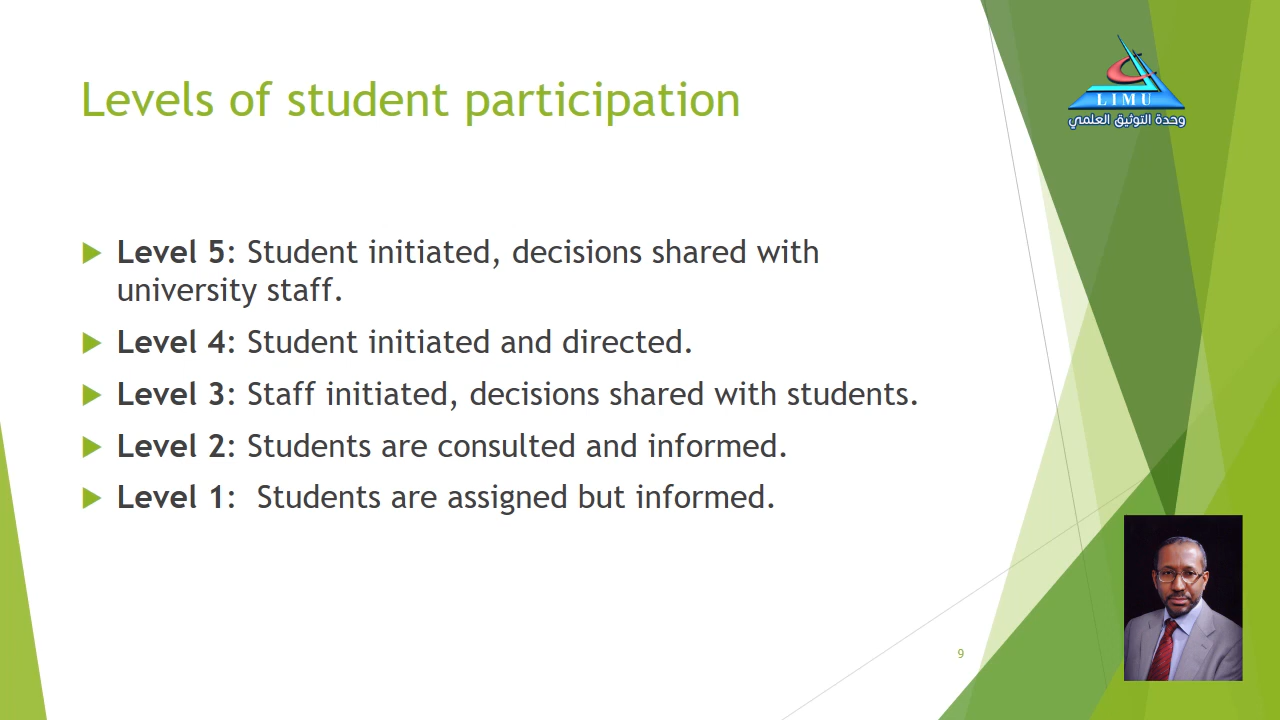 Levels of student participation
LIMU
وحدة التوثيق العلمي
Level 5: Student initiated, decisions shared with
university staff.
Level 4: Student initiated and directed.
Level 3: Staff initiated, decisions shared with students.
Level 2: Students are consulted and informed.
Level 1:  Students are assigned but informed.
9